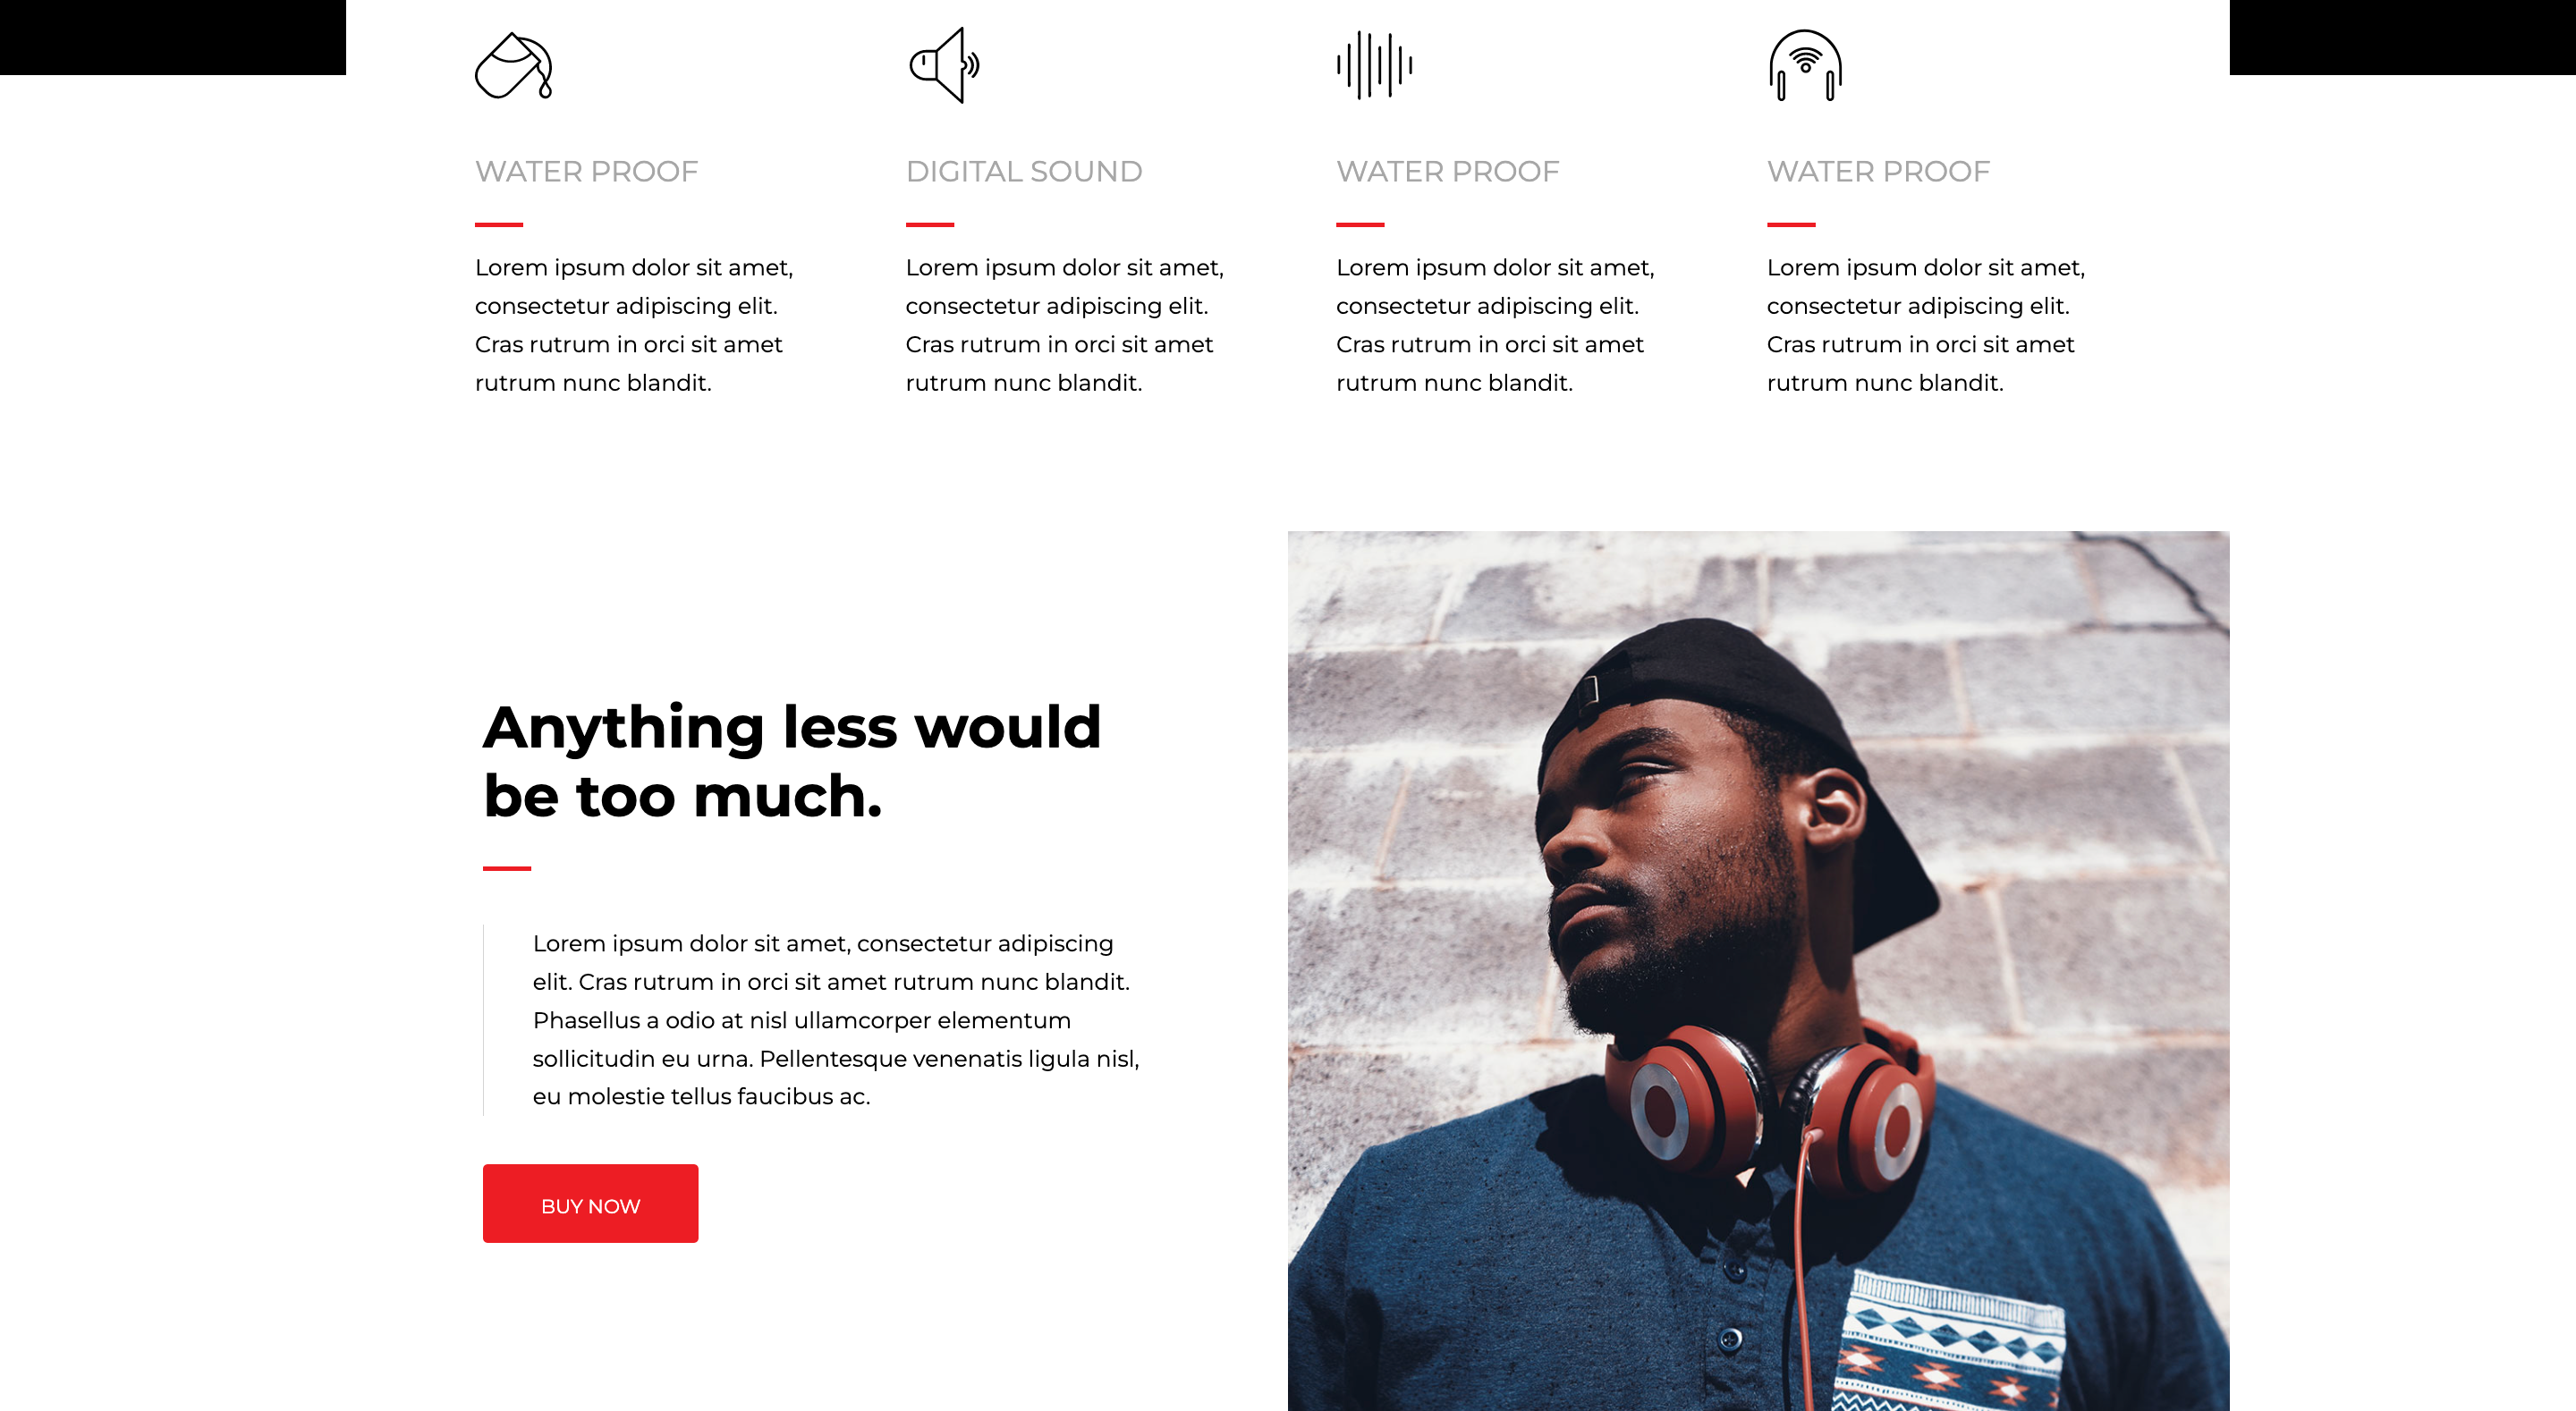 WATER PROOF
Lorem ipsum dolor sit amet,
consectetur adipiscing elit.
Cras rutrum in orci sit amet
rutrum nunc blandit.
DIGITAL SOUND
Lorem ipsum dolor sit amet,
consectetur adipiscing elit.
Cras rutrum in orci sit amet
rutrum nunc blandit.
WATER PROOF
Lorem ipsum dolor sit amet,
consectetur adipiscing elit.
Cras rutrum in orci sit amet
rutrum nunc blandit.
WATER PROOF
Lorem ipsum dolor sit amet,
consectetur adipiscing elit.
Cras rutrum in orci sit amet
rutrum nunc blandit.
Anything less would
be too much.
Lorem ipsum dolor sit amet, consectetur adipiscing
elit. Cras rutrum in orci sit amet rutrum nunc blandit.
Phasellus a odio at nisl ullamcorper elementum
sollicitudin eu urna. Pellentesque venenatis ligula nisl,
eu molestie tellus faucibus ac.
BUY NOW